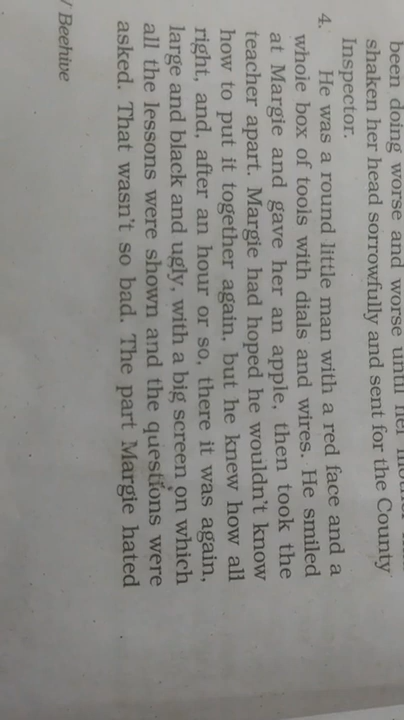 been doing worse and worse until her
shaken her head sorrowfully and sent for the County
Inspector.
4. He was a round little man with a red face and a
whole box of tools with dials and wires. He smiled
at Margie and gave her an apple, then took the
teacher apart. Margie had hoped he wouldn't know
how to put it together again, but he knew how all
right, and, after an hour or so, there it was again,
large and black and ugly, with a big screen on which
all the lessons were shown and the questions were
asked. That wasn't so bad. The part Margie hated
/ Beehive